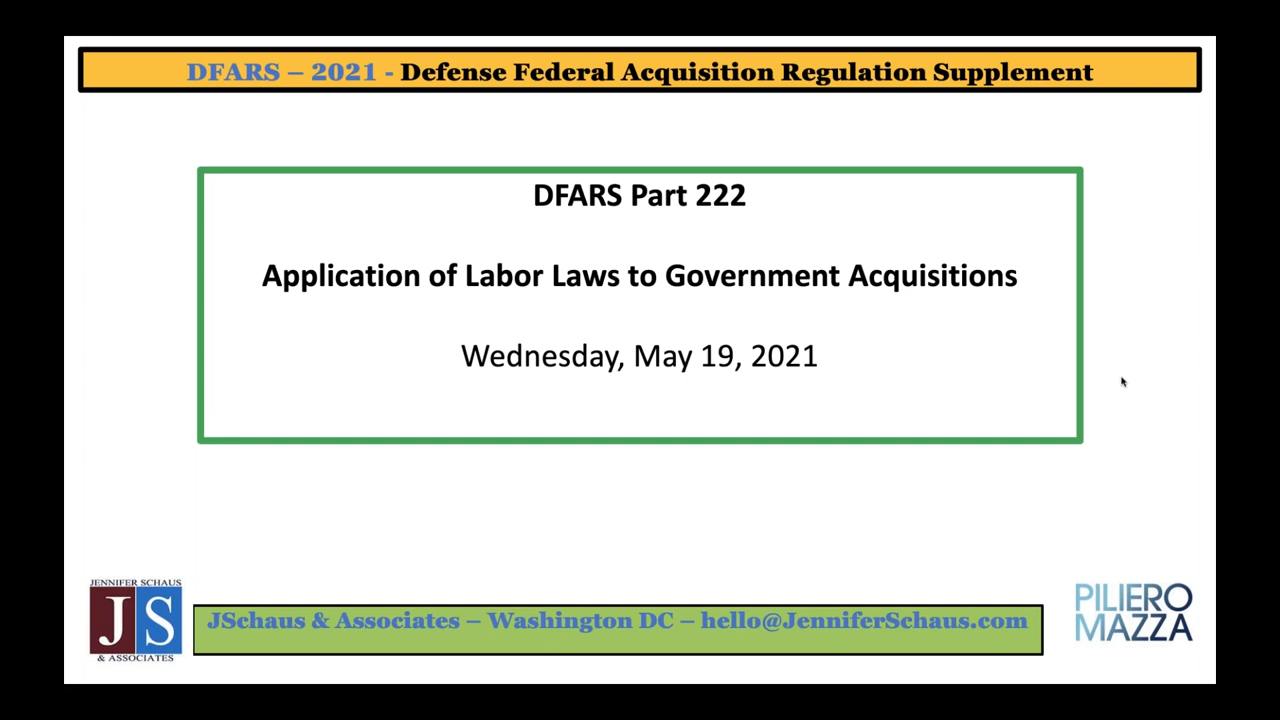 DFARS – 2021 - Defense Federal Acquisition Regulation Supplement
DFARS Part 222
Application of Labor Laws to Government Acquisitions
Wednesday, May 19, 2021
JENNIFER SCHAUS
JS
& ASSOCIATES
JSchaus & Associates – Washington DC – hello@JenniferSchaus.com
PILIERO
MAZZA